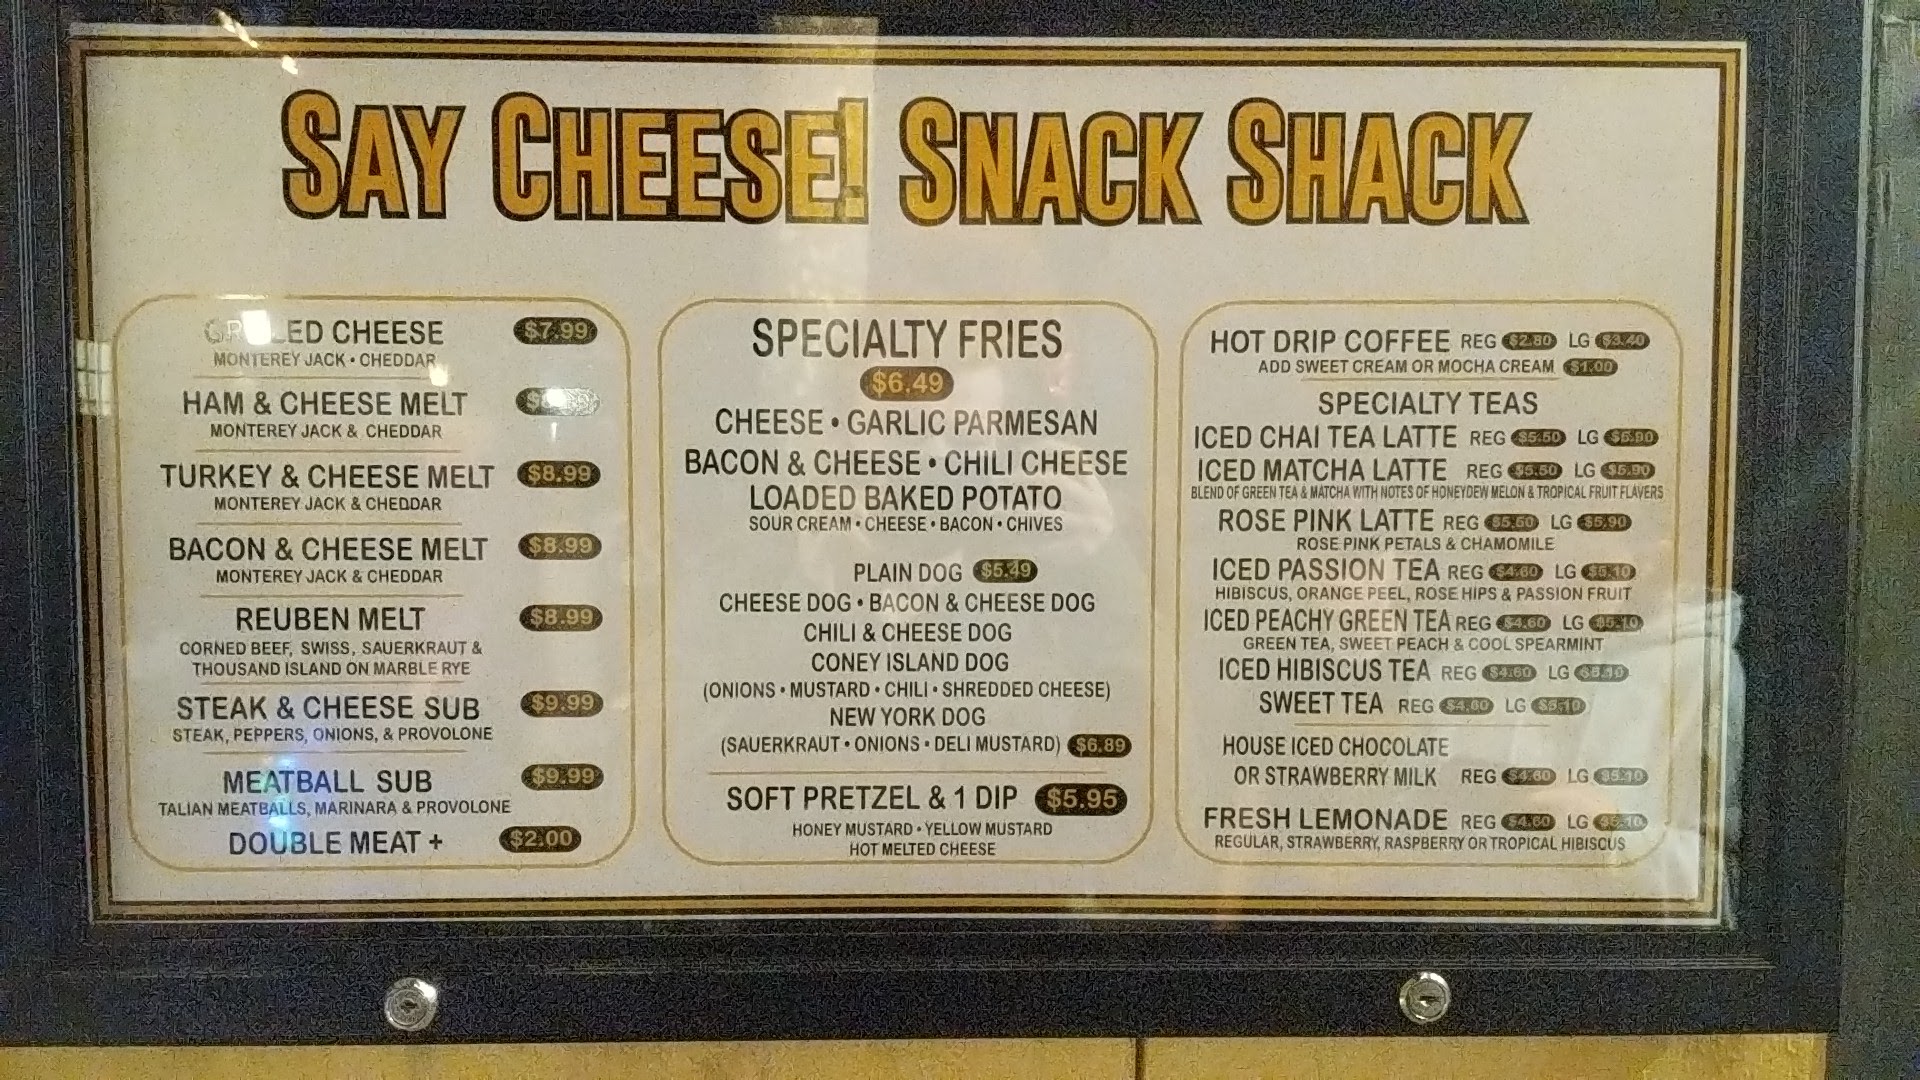 SAY CHEESE! SNACK SHACK
GRILLED CHEESE $7.99
MONTEREY JACK • CHEDDAR
HAM & CHEESE MELT
MONTEREY JACK & CHEDDAR
TURKEY & CHEESE MELT $8.99
MONTEREY JACK & CHEDDAR
BACON & CHEESE MELT $8.99
MONTEREY JACK & CHEDDAR
REUBEN MELT $8.99
CORNED BEEF, SWISS, SAUERKRAUT &
THOUSAND ISLAND ON MARBLE RYE
STEAK & CHEESE SUB $9.99
STEAK, PEPPERS, ONIONS, & PROVOLONE
MEATBALL SUB $9.99
TALIAN MEATBALLS, MARINARA & PROVOLONE
DOUBLE MEAT + $2.00
SPECIALTY FRIES
$6.49
CHEESE • GARLIC PARMESAN
BACON & CHEESE • CHILI CHEESE
LOADED BAKED POTATO
SOUR CREAM • CHEESE • BACON • CHIVES
PLAIN DOG $5.49
CHEESE DOG • BACON & CHEESE DOG
CHILI & CHEESE DOG
CONEY ISLAND DOG
(ONIONS • MUSTARD • CHILI • SHREDDED CHEESE)
NEW YORK DOG
(SAUERKRAUT • ONIONS • DELI MUSTARD) $6.89
SOFT PRETZEL & 1 DIP $5.95
HONEY MUSTARD • YELLOW MUSTARD
HOT MELTED CHEESE
HOT DRIP COFFEE REG $2.80 LG $3.40
ADD SWEET CREAM OR MOCHA CREAM $1.00
SPECIALTY TEAS
ICED CHAI TEA LATTE REG $5.50 LG $5.90
ICED MATCHA LATTE REG $5.50 LG $5.90
BLEND OF GREEN TEA & MATCHA WITH NOTES OF HONEYDEW MELON & TROPICAL FRUIT FLAVERS
ROSE PINK LATTE REG $5.50 LG $5.90
ROSE PINK PETALS & CHAMOMILE
ICED PASSION TEA REG $4.60 LG $5.10
HIBISCUS, ORANGE PEEL, ROSE HIPS & PASSION FRUIT
ICED PEACHY GREEN TEA REG $4.60 LG $5.10
GREEN TEA, SWEET PEACH & COOL SPEARMINT
ICED HIBISCUS TEA REG $4.60 LG $5.10
SWEET TEA REG $4.60 LG $5.10
HOUSE ICED CHOCOLATE
OR STRAWBERRY MILK REG $4.60 LG $5.10
FRESH LEMONADE REG $4.60 LG $5.10
REGULAR, STRAWBERRY, RASPBERRY OR TROPICAL HIBISCUS